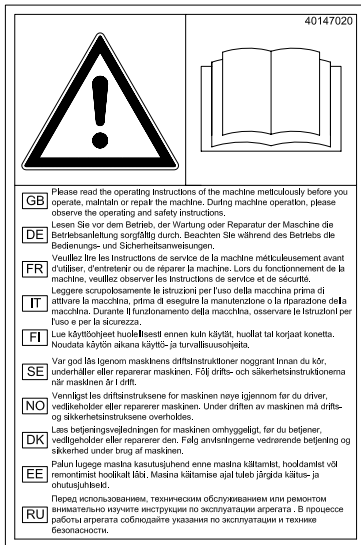 40147020
GB Please read the operating instructions of the machine meticulously before you
operate, maintain or repair the machine. During machine operation, please
observe the operating and safety instructions.
DE Lesen Sie vor dem Betrieb, der Wartung oder Reparatur der Maschine die
Betriebsanleitung sorgfältig durch. Beachten Sie während des Betriebs die
Bedienungs- und Sicherheitsanweisungen.
FR Veuillez lire les instructions de service de la machine méticuleusement avant
d'utiliser, d'entretenir ou de réparer la machine. Lors du fonctionnement de la
machine, veuillez observer les instructions de service et de sécurité.
IT Leggere scrupolosamente le istruzioni per l'uso della macchina prima di
attivare la macchina, prima di eseguire la manutenzione o la riparazione della
macchina. Durante il funzionamento della macchina, osservare le istruzioni per
l'uso e per la sicurezza.
FI Lue käyttöohjeet huolellisesti ennen kuin käytät, huollat tai korjaat konetta.
Noudata käytön aikana käyttö- ja turvallisuusohjeita.
SE Var god läs igenom maskinens driftsinstruktioner noggrant innan du kör,
underhåller eller reparerar maskinen. Följ drifts- och säkerhetsinstruktionerna
när maskinen är i drift.
NO Vennligst les driftsinstruksene for maskinen nøye igjennom før du driver,
vedlikeholder eller reparerer maskinen. Under driften av maskinen må drifts-
og sikkerhetsinstruksene overholdes.
DK Læs betjeningsvejledningen for maskinen omhyggeligt, før du betjener,
vedligeholder eller reparerer den. Følg anvisningerne vedrørende betjening og
sikkerhed under brug af maskinen.
EE Palun lugege masina kasutusjuhend enne masina käitamist, hooldamist või
remontimist hoolikalt läbi. Masina käitamise ajal tuleb järgida käitus- ja
ohutusjuhiseid.
RU Перед использованием, техническим обслуживанием или ремонтом
внимательно изучите инструкции по эксплуатации агрегата . В процессе
работы агрегата соблюдайте указания по эксплуатации и технике
безопасности.